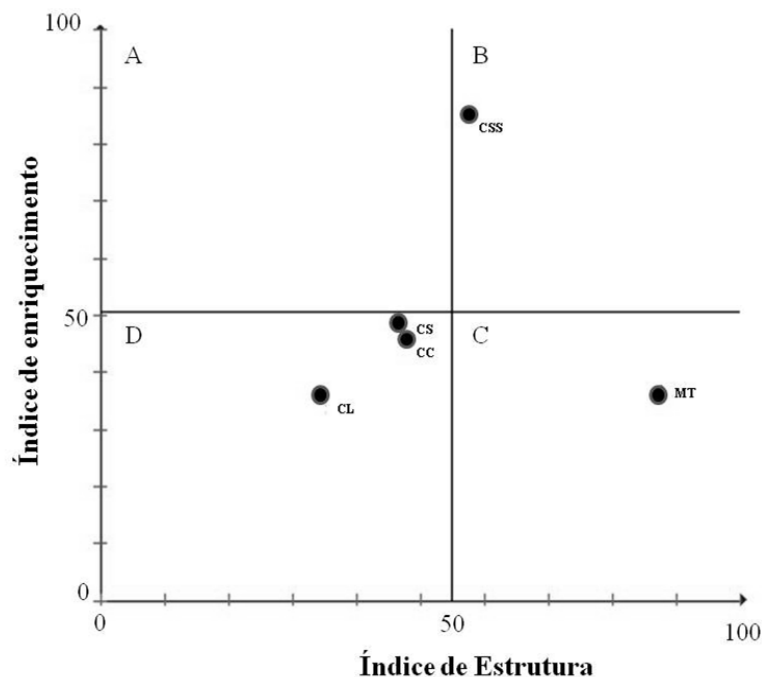 100
A
B
CSS
Índice de enriquecimento
50
D
CS
C
CC
CL
MT
0
0
50
100
Índice de Estrutura